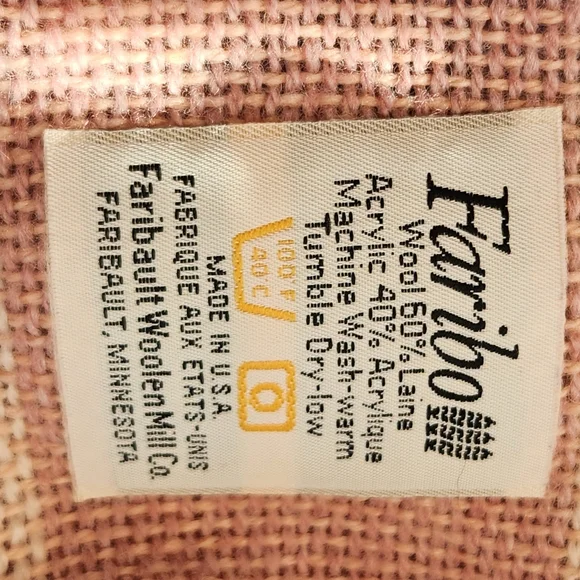 Faribo
Wool 60% Laine
Acrylic 40% Acrylique
Machine Wash-warm
Tumble Dry-low
100°F
40°C
MADE IN U.S.A.
FABRIQUE AUX ETATS-UNIS
Faribault Woolen Mill Co.
FARIBAULT, MINNESOTA